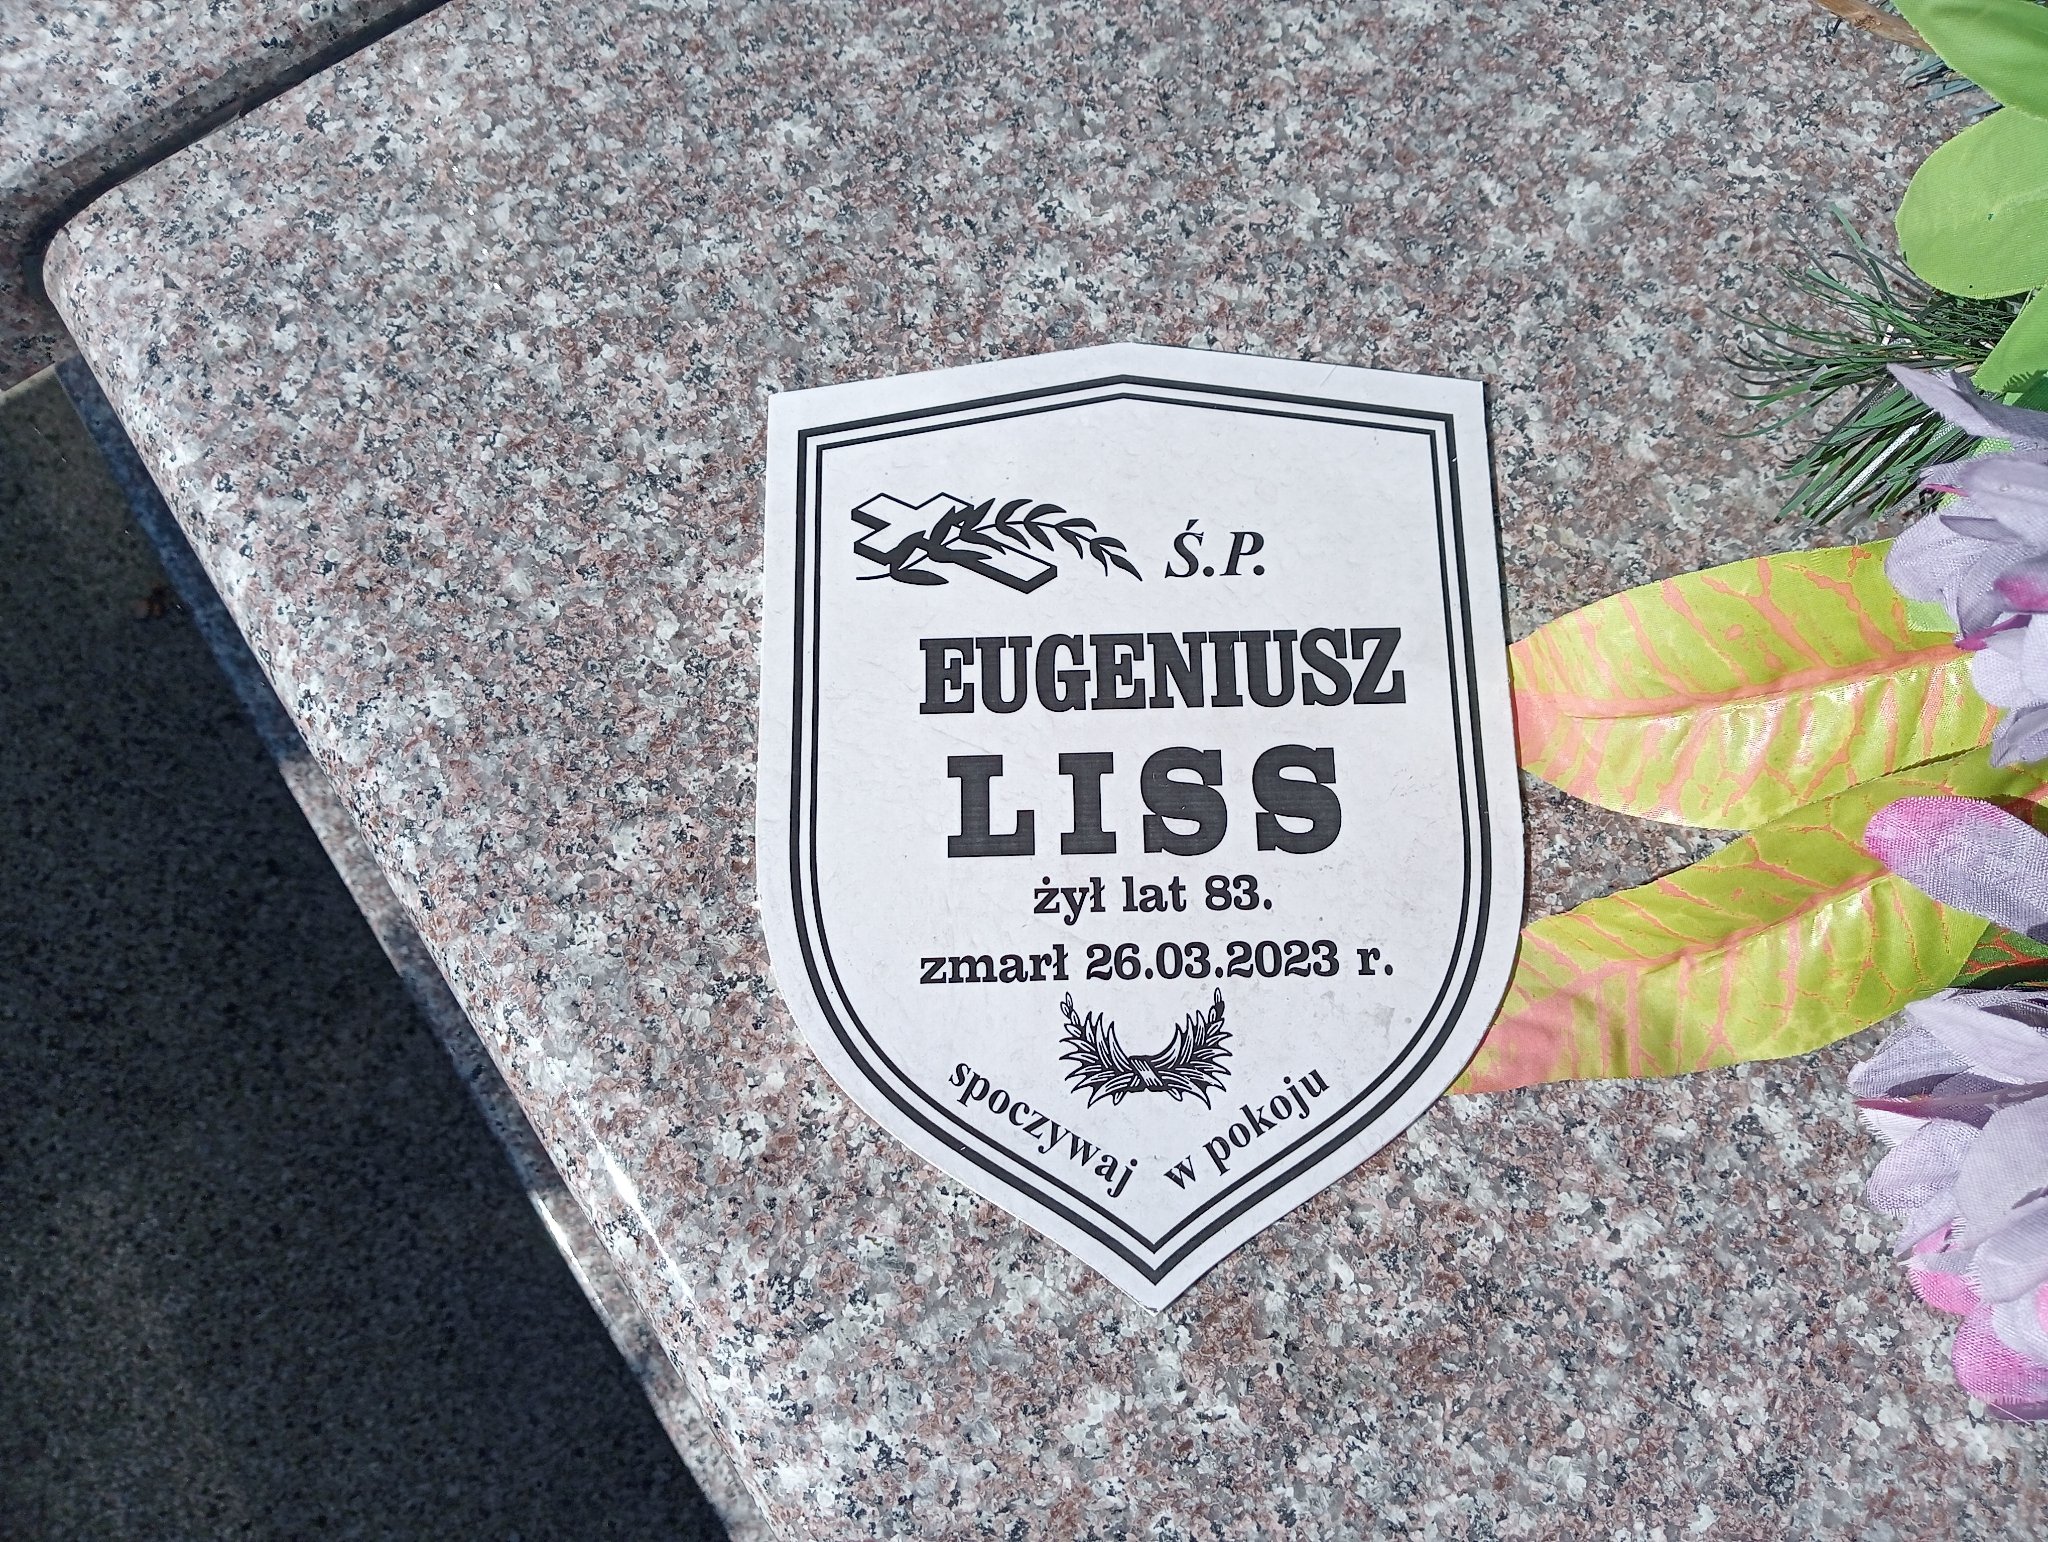 Ś.P.
EUGENIUSZ
LISS
żył lat 83.
zmarł 26.03.2023 r.
spoczywaj w pokoju